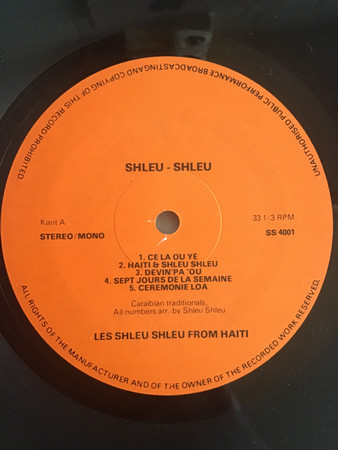 UNAUTHORISED PUBLIC PERFORMANCE BROADCASTING AND COPYING OF THIS RECORD PROHIBITED
SHLEU - SHLEU
Kant A
33 1/3 RPM
STEREO/MONO
SS 4001
1. CE LA OU YE
2. HAITI & SHLEU SHLEU
3. DEVIN'PA 'OU
4. SEPT JOURS DE LA SEMAINE
5. CEREMONIE LOA
Caraibian traditionals,
All numbers arr. by Shleu Shleu
LES SHLEU SHLEU FROM HAITI
ALL RIGHTS OF THE MANUFACTURER AND OF THE OWNER OF THE RECORDED WORK RESERVED.